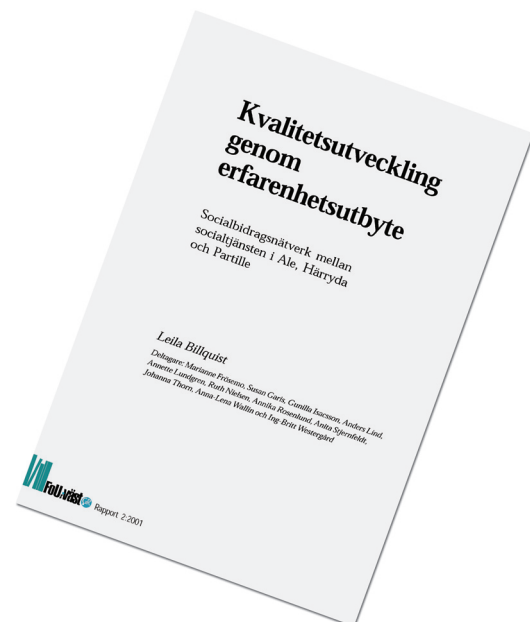 Kvalitetsutveckling
genom
erfarenhetsutbyte
Socialbidragsnätverk mellan
socialtjänsten i Ale, Härryda
och Partille
Leila Billquist
Deltagare: Marianne Frösemo, Susan Garis, Gunilla Isacsson, Anders Lind,
Annette Lundgren, Ruth Nielsen, Annika Rosenlund, Anita Stjernfeldt,
Johanna Thorn, Anna-Lena Wallin och Ing-Britt Westergård
FoU i Väst Rapport 2:2001